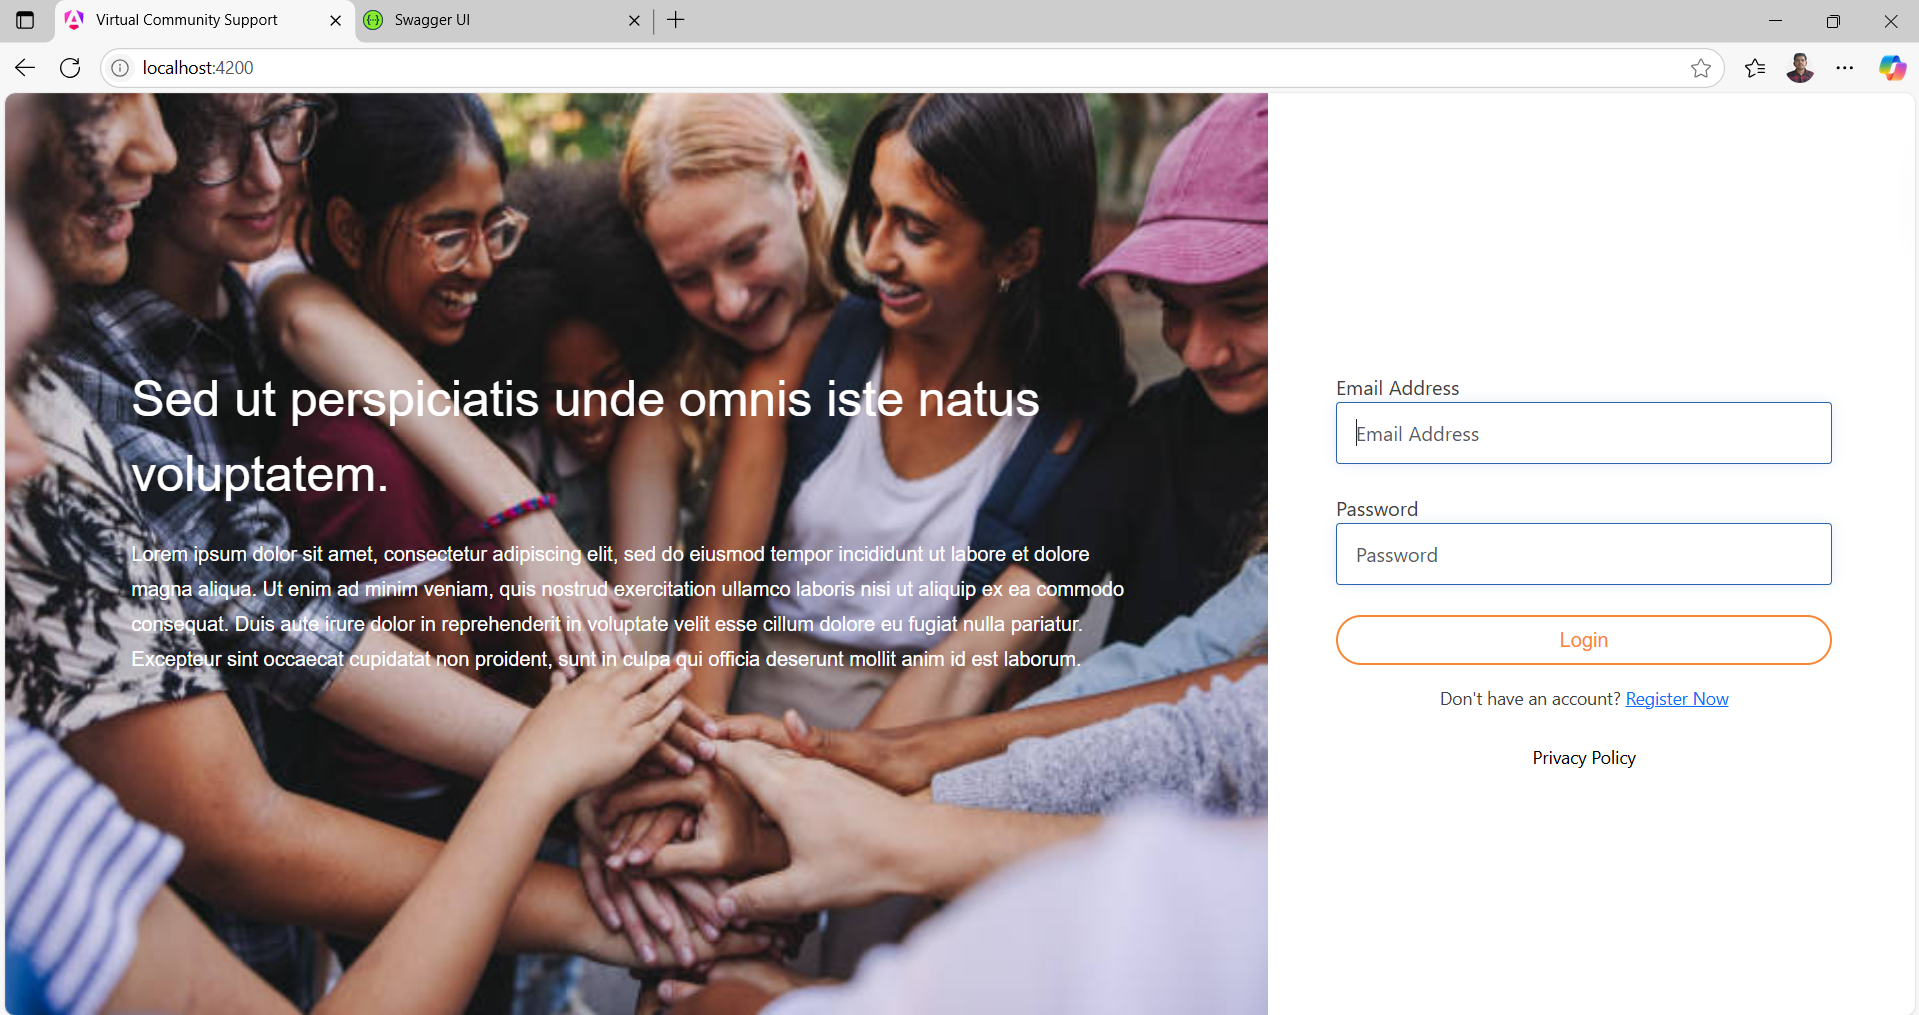 Virtual Community Support
Swagger UI
localhost:4200
Sed ut perspiciatis unde omnis iste natus
voluptatem.
Lorem ipsum dolor sit amet, consectetur adipiscing elit, sed do eiusmod tempor incididunt ut labore et dolore
magna aliqua. Ut enim ad minim veniam, quis nostrud exercitation ullamco laboris nisi ut aliquip ex ea commodo
consequat. Duis aute irure dolor in reprehenderit in voluptate velit esse cillum dolore eu fugiat nulla pariatur.
Excepteur sint occaecat cupidatat non proident, sunt in culpa qui officia deserunt mollit anim id est laborum.
Email Address
Email Address
Password
Password
Login
Don't have an account? Register Now
Privacy Policy